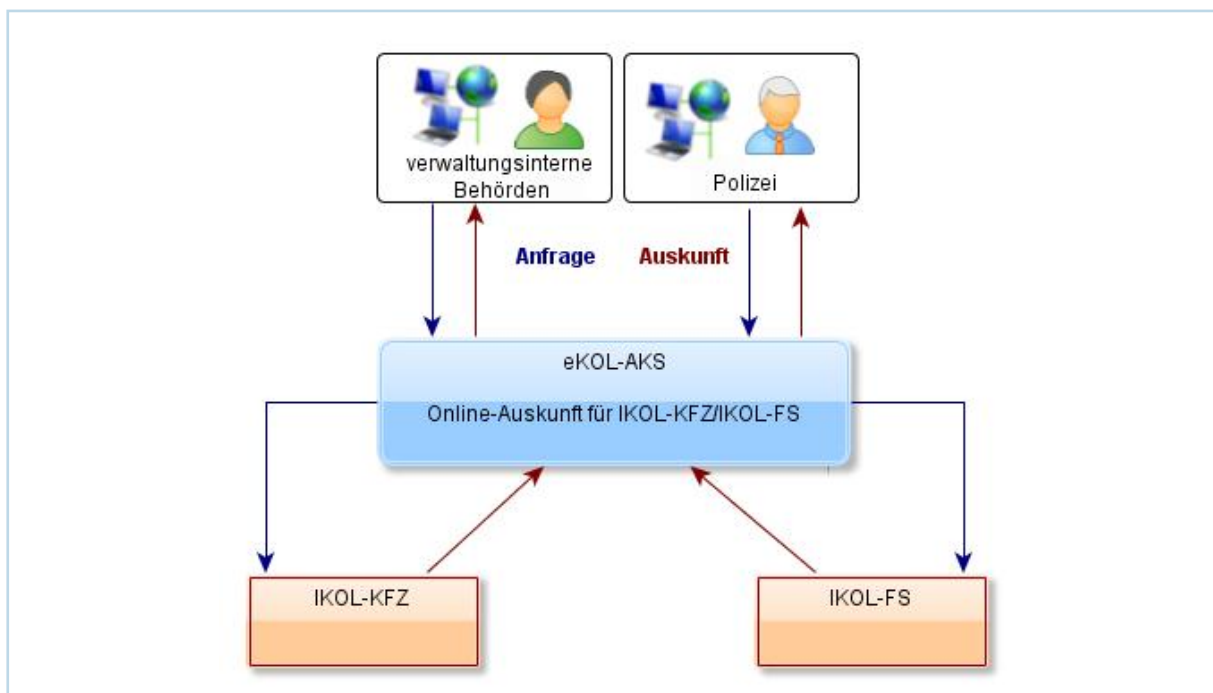 verwaltungsinterne
Behörden
Polizei
Anfrage
Auskunft
eKOL-AKS
Online-Auskunft für IKOL-KFZ/IKOL-FS
IKOL-KFZ
IKOL-FS